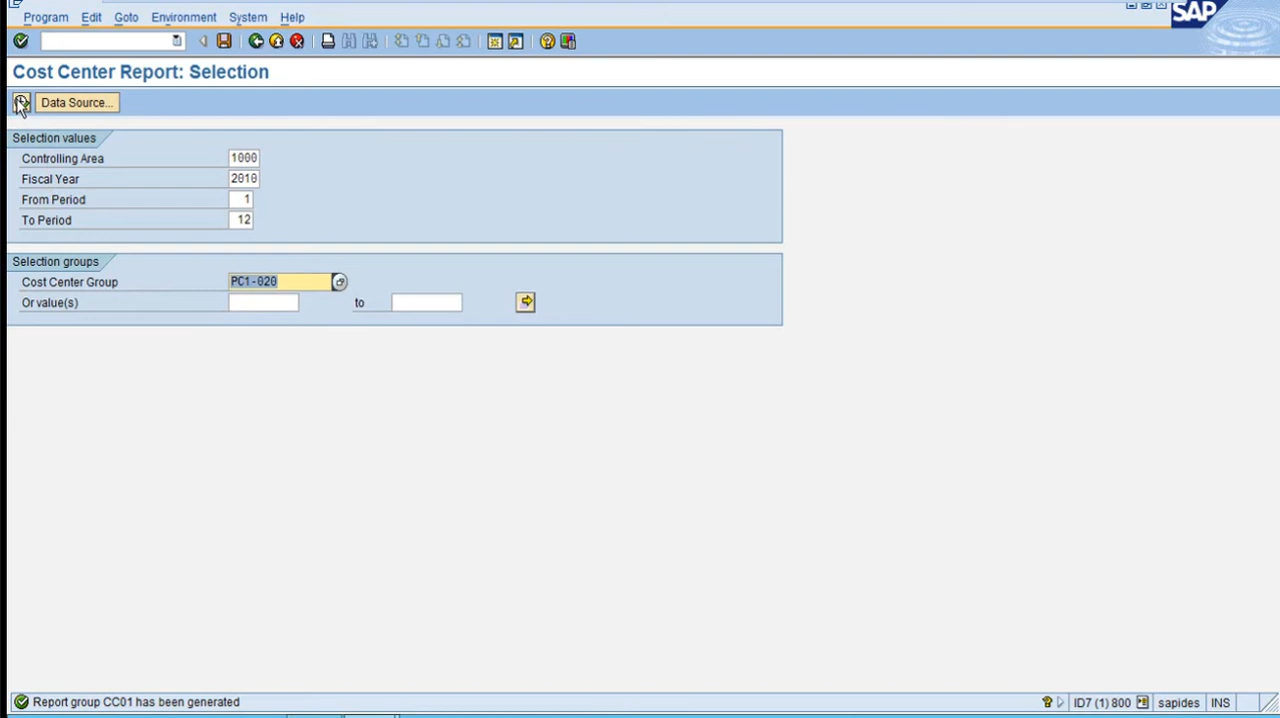 Program Edit Goto Environment System Help
SAP
Cost Center Report: Selection
Data Source...
Selection values
Controlling Area 1000
Fiscal Year 2010
From Period 1
To Period 12
Selection groups
Cost Center Group PC1-020
Or value(s) to
Report group CC01 has been generated
ID7 (1) 800 sapides INS